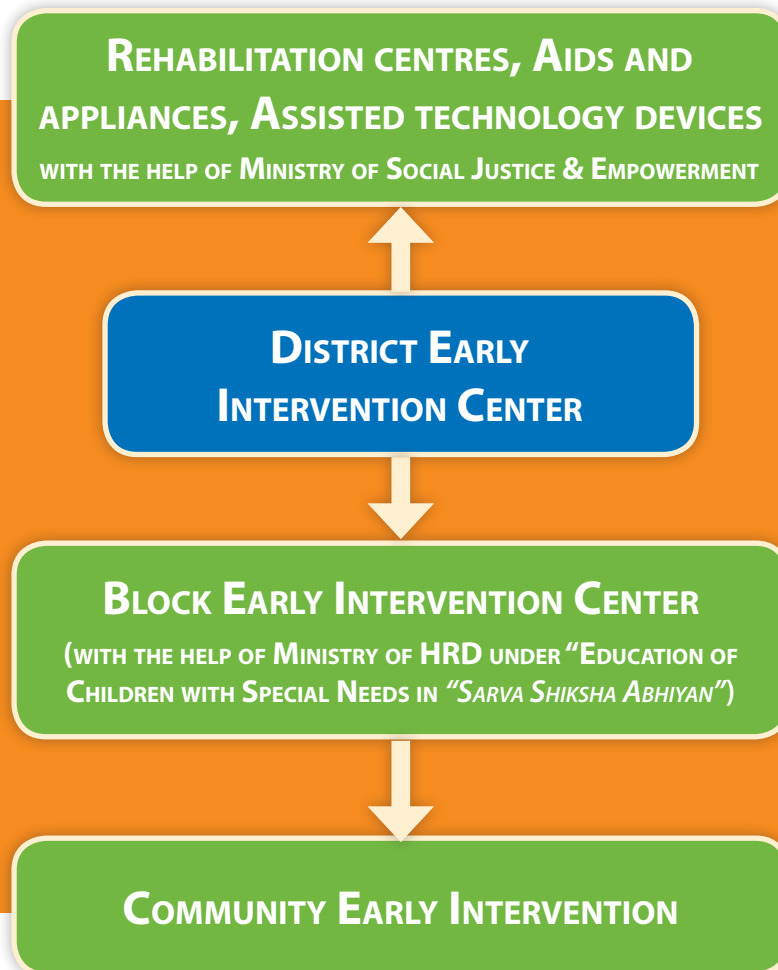 Rehabilitation centres, Aids and
appliances, Assisted technology devices
with the help of Ministry of Social Justice & Empowerment
District Early
Intervention Center
Block Early Intervention Center
(with the help of Ministry of HRD under “Education of
Children with Special Needs in “Sarva Shiksha Abhiyan”)
Community Early Intervention